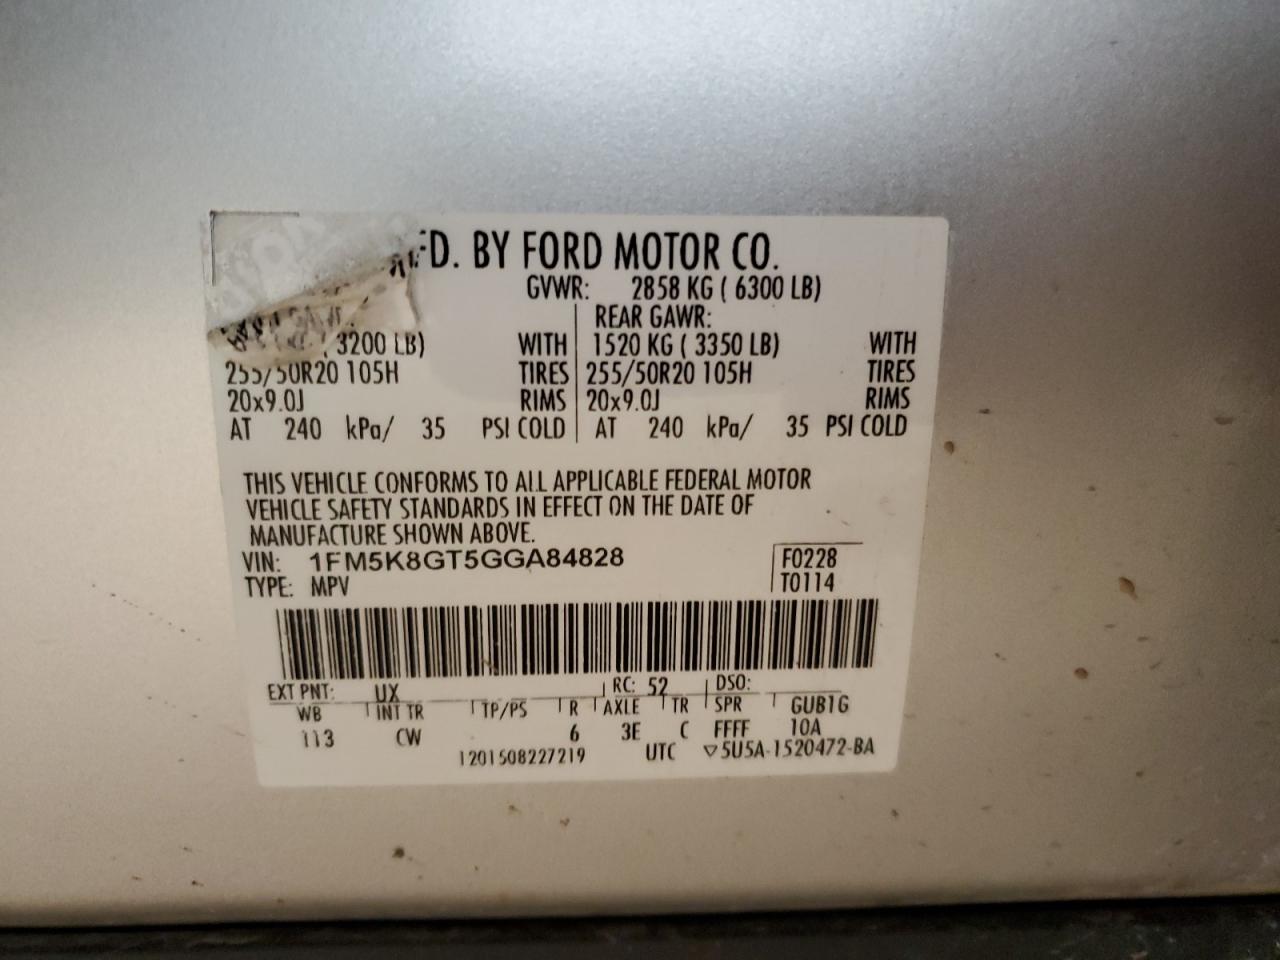 FD. BY FORD MOTOR CO.
GVWR: 2858 KG ( 6300 LB)
REAR GAWR:
( 3200 LB) WITH 1520 KG ( 3350 LB) WITH
255/50R20 105H TIRES 255/50R20 105H TIRES
20x9.0J RIMS 20x9.0J RIMS
AT 240 kPa/ 35 PSI COLD AT 240 kPa/ 35 PSI COLD
THIS VEHICLE CONFORMS TO ALL APPLICABLE FEDERAL MOTOR
VEHICLE SAFETY STANDARDS IN EFFECT ON THE DATE OF
MANUFACTURE SHOWN ABOVE.
VIN: 1FM5K8GT5GGA84828 F0228
TYPE: MPV T0114
EXT PNT: UX RC: 52 DSO:
WB INT TR TP/PS R AXLE TR SPR GUB1G
113 CW 6 3E C FFFF 10A
1201508227219 UTC ▽5U5A-1520472-BA